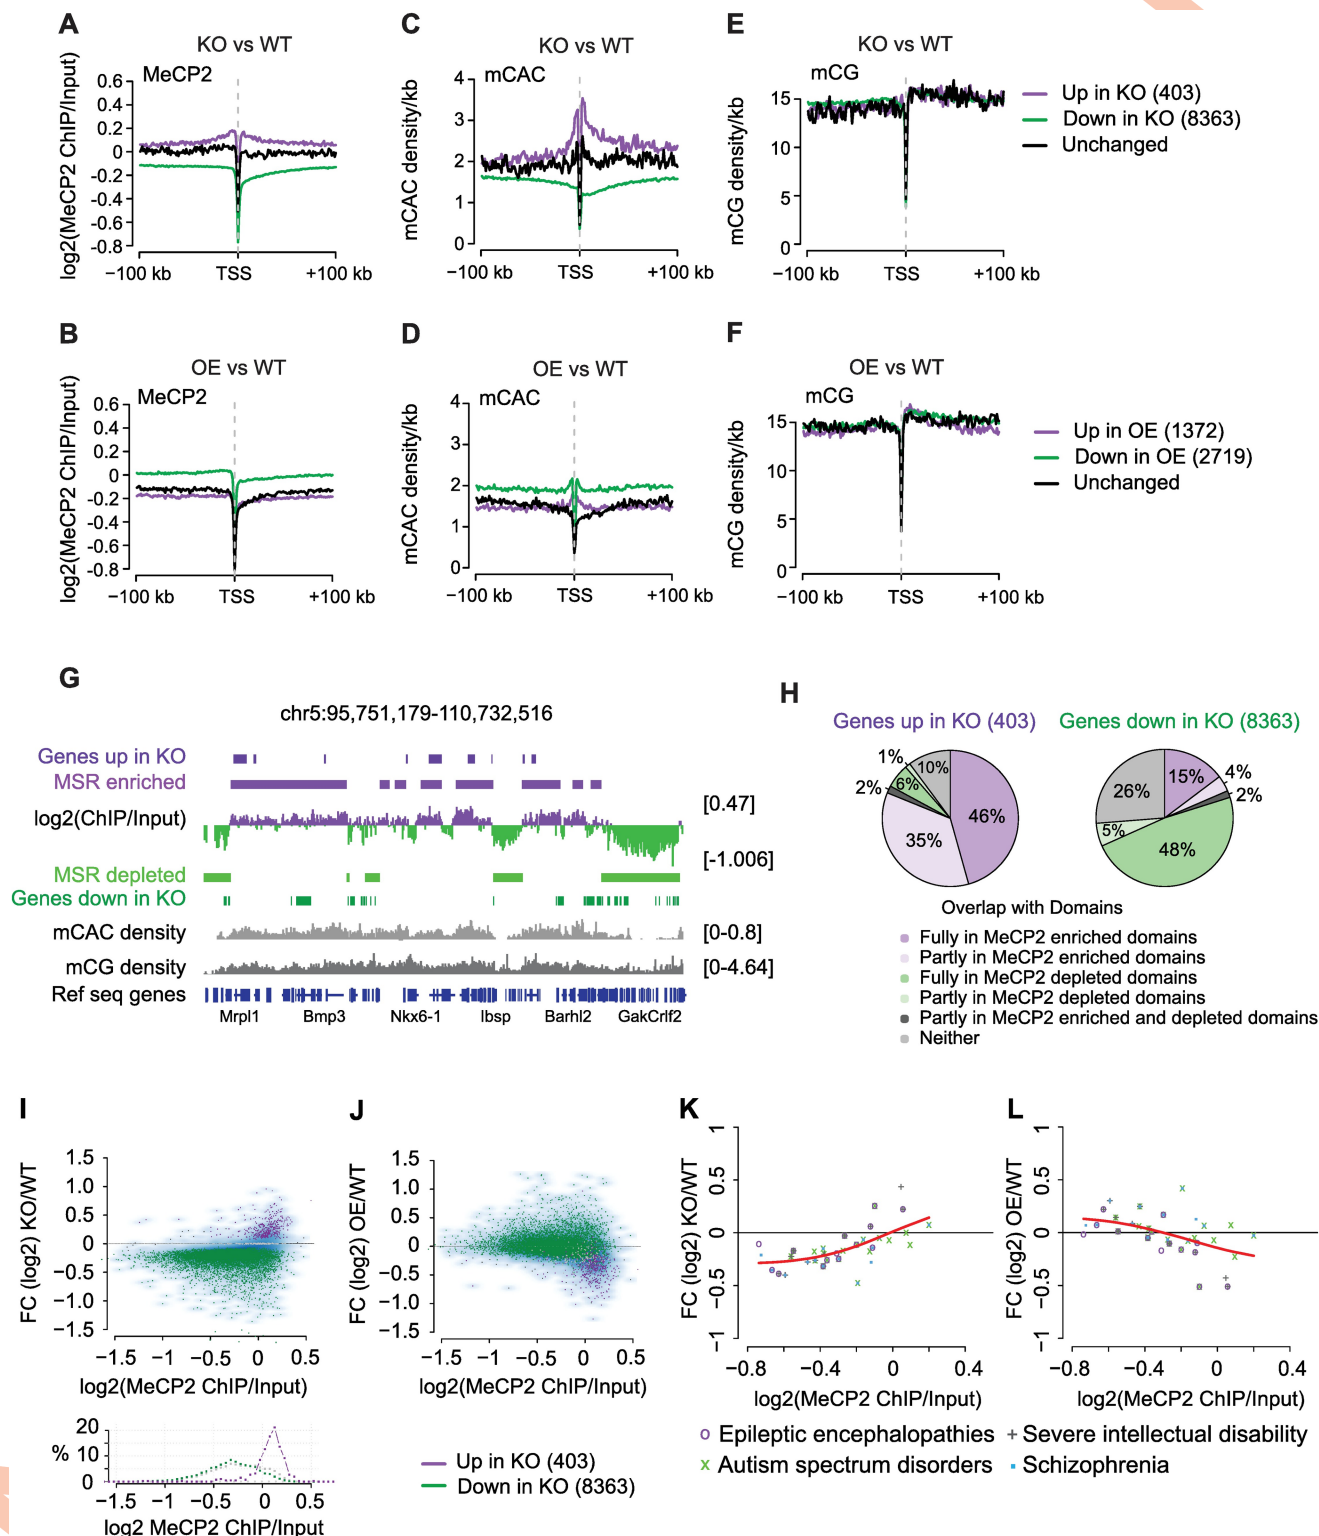 A
KO vs WT
MeCP2
log2(MeCP2 ChIP/Input)
0.6
0.4
0.2
0
-0.2
-0.4
-0.6
-0.8
−100 kb TSS +100 kb
C
KO vs WT
mCAC
mCAC density/kb
4
3
2
1
0
−100 kb TSS +100 kb
E
KO vs WT
mCG
mCG density/kb
15
10
5
0
−100 kb TSS +100 kb
Up in KO (403)
Down in KO (8363)
Unchanged
B
OE vs WT
MeCP2
log2(MeCP2 ChIP/Input)
0.6
0.4
0.2
0
-0.2
-0.4
-0.6
-0.8
−100 kb TSS +100 kb
D
OE vs WT
mCAC
mCAC density/kb
4
3
2
1
0
−100 kb TSS +100 kb
F
OE vs WT
mCG
mCG density/kb
15
10
5
0
−100 kb TSS +100 kb
Up in OE (1372)
Down in OE (2719)
Unchanged
G
chr5:95,751,179-110,732,516
Genes up in KO
MSR enriched
log2(ChIP/Input)
[0.47]
[-1.006]
MSR depleted
Genes down in KO
mCAC density
[0-0.8]
mCG density
[0-4.64]
Ref seq genes
Mrpl1 Bmp3 Nkx6-1 Ibsp Barhl2 GakCrlf2
H
Genes up in KO (403)
1%
10%
6%
2%
46%
35%
Genes down in KO (8363)
15%
4%
2%
26%
5%
48%
Overlap with Domains
Fully in MeCP2 enriched domains
Partly in MeCP2 enriched domains
Fully in MeCP2 depleted domains
Partly in MeCP2 depleted domains
Partly in MeCP2 enriched and depleted domains
Neither
I
FC (log2) KO/WT
1.5
1.0
0.5
0
−0.5
−1.0
−1.5
−1.5 −1 −0.5 0 0.5
log2(MeCP2 ChIP/Input)
%
20
10
0
−1.5 −1 −0.5 0 0.5
log2 MeCP2 ChIP/Input
J
FC (log2) OE/WT
1.5
1.0
0.5
0
−0.5
−1.0
−1.5
−1.5 −1 −0.5 0 0.5
log2(MeCP2 ChIP/Input)
Up in KO (403)
Down in KO (8363)
K
FC (log2) KO/WT
1
0.5
0
−0.5
−1
−0.8 −0.4 0 0.4
log2(MeCP2 ChIP/Input)
L
FC (log2) OE/WT
1
0.5
0
−0.5
−1
−0.8 −0.4 0 0.4
log2(MeCP2 ChIP/Input)
o Epileptic encephalopathies + Severe intellectual disability
x Autism spectrum disorders Schizophrenia